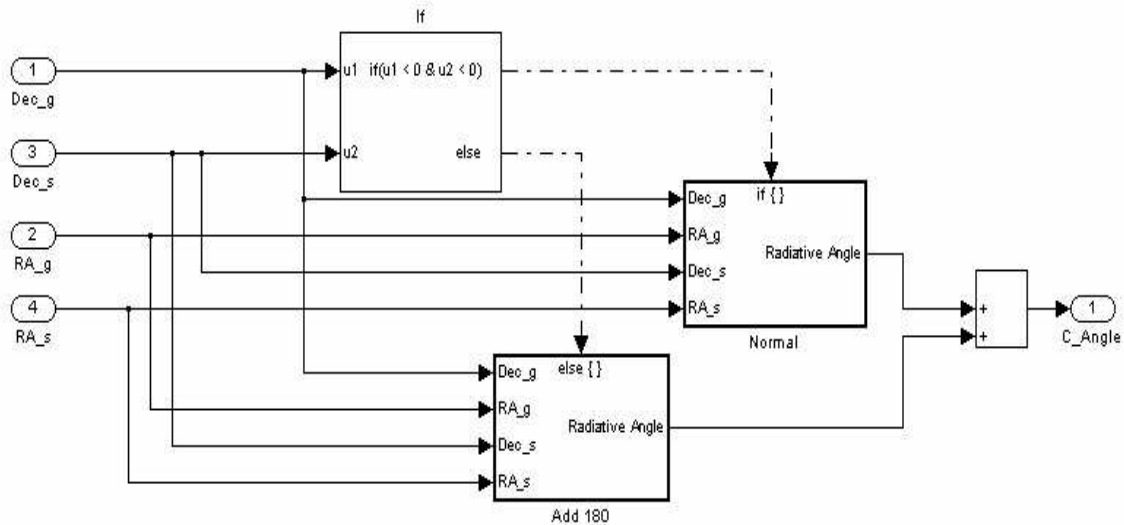 If
1
Dec_g
u1 if(u1 < 0 & u2 < 0)
3
Dec_s
u2 else
2
RA_g
4
RA_s
if { }
Dec_g
RA_g
Radiative Angle
Dec_s
RA_s
Normal
+
+
1
C_Angle
else { }
Dec_g
RA_g
Radiative Angle
Dec_s
RA_s
Add 180